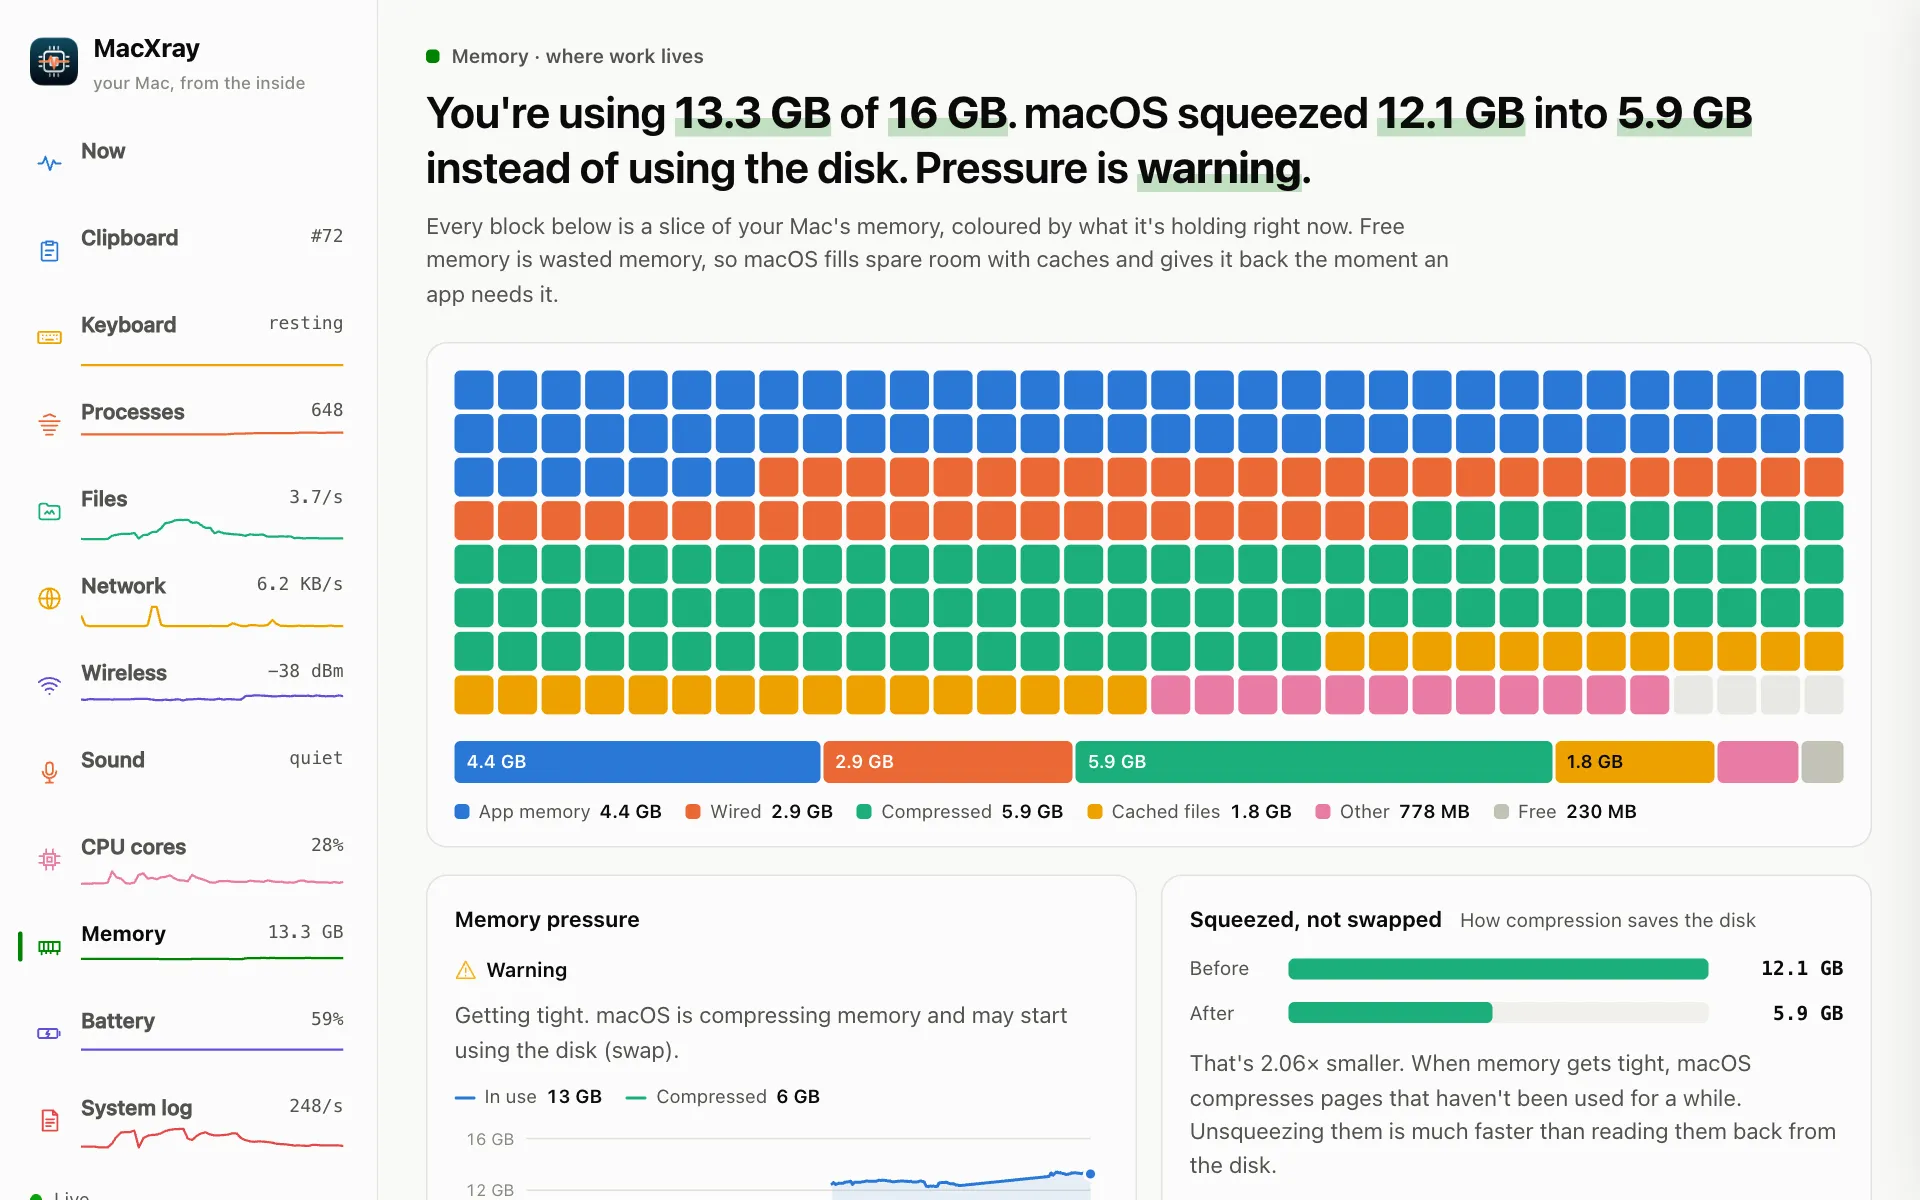 MacXray
your Mac, from the inside
Now
Clipboard #72
Keyboard resting
Processes 648
Files 3.7/s
Network 6.2 KB/s
Wireless −38 dBm
Sound quiet
CPU cores 28%
Memory 13.3 GB
Battery 59%
System log 248/s
Live
Memory · where work lives
You're using 13.3 GB of 16 GB. macOS squeezed 12.1 GB into 5.9 GB
instead of using the disk. Pressure is warning.
Every block below is a slice of your Mac's memory, coloured by what it's holding right now. Free
memory is wasted memory, so macOS fills spare room with caches and gives it back the moment an
app needs it.
4.4 GB 2.9 GB 5.9 GB 1.8 GB
App memory 4.4 GB Wired 2.9 GB Compressed 5.9 GB Cached files 1.8 GB Other 778 MB Free 230 MB
Memory pressure
Warning
Getting tight. macOS is compressing memory and may start
using the disk (swap).
In use 13 GB Compressed 6 GB
16 GB
12 GB
Squeezed, not swapped How compression saves the disk
Before 12.1 GB
After 5.9 GB
That's 2.06× smaller. When memory gets tight, macOS
compresses pages that haven't been used for a while.
Unsqueezing them is much faster than reading them back from
the disk.